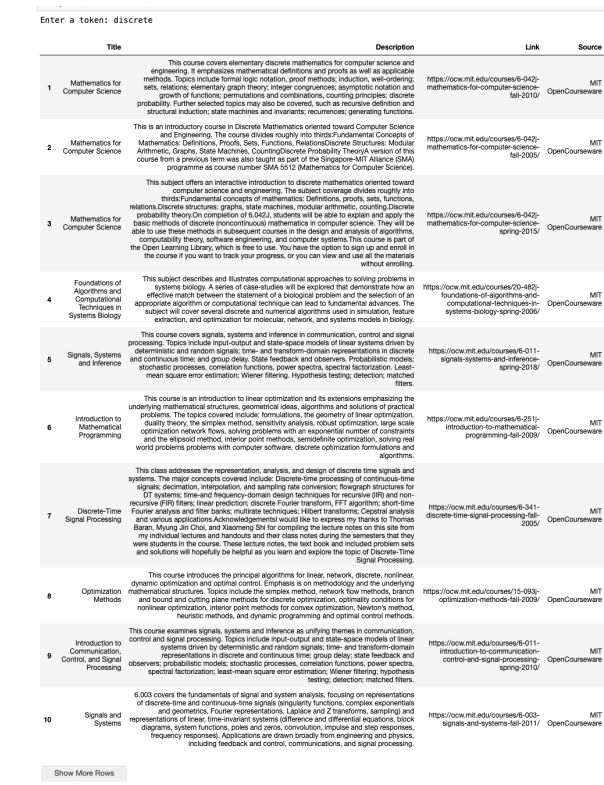 Enter a token: discrete
Title Description Link Source
1 Mathematics for Computer Science This course covers elementary discrete mathematics for computer science and
engineering. It emphasizes mathematical definitions and proofs as well as applicable
methods. Topics include formal logic notation, proof methods; induction, well-ordering;
sets, relations; elementary graph theory; integer congruences; asymptotic notation and
growth of functions; permutations and combinations, counting principles; discrete
probability. Further selected topics may also be covered, such as recursive definition and
structural induction; state machines and invariants; recurrences; generating functions.
https://ocw.mit.edu/courses/6-042j-
mathematics-for-computer-science-
fall-2010/
MIT
OpenCourseware
2 Mathematics for Computer Science This is an introductory course in Discrete Mathematics oriented toward Computer Science
and Engineering. The course divides roughly into thirds:Fundamental Concepts of
Mathematics: Definitions, Proofs, Sets, Functions, RelationsDiscrete Structures: Modular
Arithmetic, Graphs, State Machines, CountingDiscrete Probability TheoryA version of this
course from a previous term was also taught as part of the Singapore-MIT Alliance (SMA)
programme as course number SMA 5512 (Mathematics for Computer Science).
https://ocw.mit.edu/courses/6-042j-
mathematics-for-computer-science-
fall-2005/
MIT
OpenCourseware
3 Mathematics for Computer Science This subject offers an interactive introduction to discrete mathematics oriented toward
computer science and engineering. The subject coverage divides roughly into
thirds:Fundamental concepts of mathematics: Definitions, proofs, sets, functions,
relations.Discrete structures: graphs, state machines, modular arithmetic, counting.Discrete
probability theory.On completion of 6.042J, students will be able to explain and apply the
basic methods of discrete (noncontinuous) mathematics in computer science. They will be
able to use these methods in subsequent courses in the design and analysis of algorithms,
computability theory, software engineering, and computer systems.This course is part of
the Open Learning Library, which is free to use. You have the option to sign up and enroll in
the course if you want to track your progress, or you can view and use all the materials
without enrolling.
https://ocw.mit.edu/courses/6-042j-
mathematics-for-computer-science-
spring-2015/
MIT
OpenCourseware
4 Foundations of
Algorithms and
Computational
Techniques in
Systems Biology
This subject describes and illustrates computational approaches to solving problems in
systems biology. A series of case-studies will be explored that demonstrate how an
effective match between the statement of a biological problem and the selection of an
appropriate algorithm or computational technique can lead to fundamental advances. The
subject will cover several discrete and numerical algorithms used in simulation, feature
extraction, and optimization for molecular, network, and systems models in biology.
https://ocw.mit.edu/courses/20-482j-
foundations-of-algorithms-and-
computational-techniques-in-
systems-biology-spring-2006/
MIT
OpenCourseware
5 Signals, Systems
and Inference
This course covers signals, systems and inference in communication, control and signal
processing. Topics include input-output and state-space models of linear systems driven by
deterministic and random signals; time- and transform-domain representations in discrete
and continuous time; and group delay. State feedback and observers. Probabilistic models;
stochastic processes, correlation functions, power spectra, spectral factorization. Least-
mean square error estimation; Wiener filtering. Hypothesis testing; detection; matched
filters.
https://ocw.mit.edu/courses/6-011-
signals-systems-and-inference-
spring-2018/
MIT
OpenCourseware
6 Introduction to
Mathematical
Programming
This course is an introduction to linear optimization and its extensions emphasizing the
underlying mathematical structures, geometrical ideas, algorithms and solutions of practical
problems. The topics covered include: formulations, the geometry of linear optimization,
duality theory, the simplex method, sensitivity analysis, robust optimization, large scale
optimization network flows, solving problems with an exponential number of constraints
and the ellipsoid method, interior point methods, semidefinite optimization, solving real
world problems problems with computer software, discrete optimization formulations and
algorithms.
https://ocw.mit.edu/courses/6-251j-
introduction-to-mathematical-
programming-fall-2009/
MIT
OpenCourseware
7 Discrete-Time
Signal Processing
This class addresses the representation, analysis, and design of discrete time signals and
systems. The major concepts covered include: Discrete-time processing of continuous-time
signals; decimation, interpolation, and sampling rate conversion; flowgraph structures for
DT systems; time-and frequency-domain design techniques for recursive (IIR) and non-
recursive (FIR) filters; linear prediction; discrete Fourier transform, FFT algorithm; short-time
Fourier analysis and filter banks; multirate techniques; Hilbert transforms; Cepstral analysis
and various applications.AcknowledgementsI would like to express my thanks to Thomas
Baran, Myung Jin Choi, and Xiaomeng Shi for compiling the lecture notes on this site from
my individual lectures and handouts and their class notes during the semesters that they
were students in the course. These lecture notes, the text book and included problem sets
and solutions will hopefully be helpful as you learn and explore the topic of Discrete-Time
Signal Processing.
https://ocw.mit.edu/courses/6-341-
discrete-time-signal-processing-fall-
2005/
MIT
OpenCourseware
8 Optimization
Methods
This course introduces the principal algorithms for linear, network, discrete, nonlinear,
dynamic optimization and optimal control. Emphasis is on methodology and the underlying
mathematical structures. Topics include the simplex method, network flow methods, branch
and bound and cutting plane methods for discrete optimization, optimality conditions for
nonlinear optimization, interior point methods for convex optimization, Newton's method,
heuristic methods, and dynamic programming and optimal control methods.
https://ocw.mit.edu/courses/15-093j-
optimization-methods-fall-2009/
MIT
OpenCourseware
9 Introduction to
Communication,
Control, and Signal
Processing
This course examines signals, systems and inference as unifying themes in communication,
control and signal processing. Topics include input-output and state-space models of linear
systems driven by deterministic and random signals; time- and transform-domain
representations in discrete and continuous time; group delay; state feedback and
observers; probabilistic models; stochastic processes, correlation functions, power spectra,
spectral factorization; least-mean square error estimation; Wiener filtering; hypothesis
testing; detection; matched filters.
https://ocw.mit.edu/courses/6-011-
introduction-to-communication-
control-and-signal-processing-
spring-2010/
MIT
OpenCourseware
10 Signals and
Systems
6.003 covers the fundamentals of signal and system analysis, focusing on representations
of discrete-time and continuous-time signals (singularity functions, complex exponentials
and geometrics, Fourier representations, Laplace and Z transforms, sampling) and
representations of linear, time-invariant systems (difference and differential equations, block
diagrams, system functions, poles and zeros, convolution, impulse and step responses,
frequency responses). Applications are drawn broadly from engineering and physics,
including feedback and control, communications, and signal processing.
https://ocw.mit.edu/courses/6-003-
signals-and-systems-fall-2011/
MIT
OpenCourseware
Show More Rows